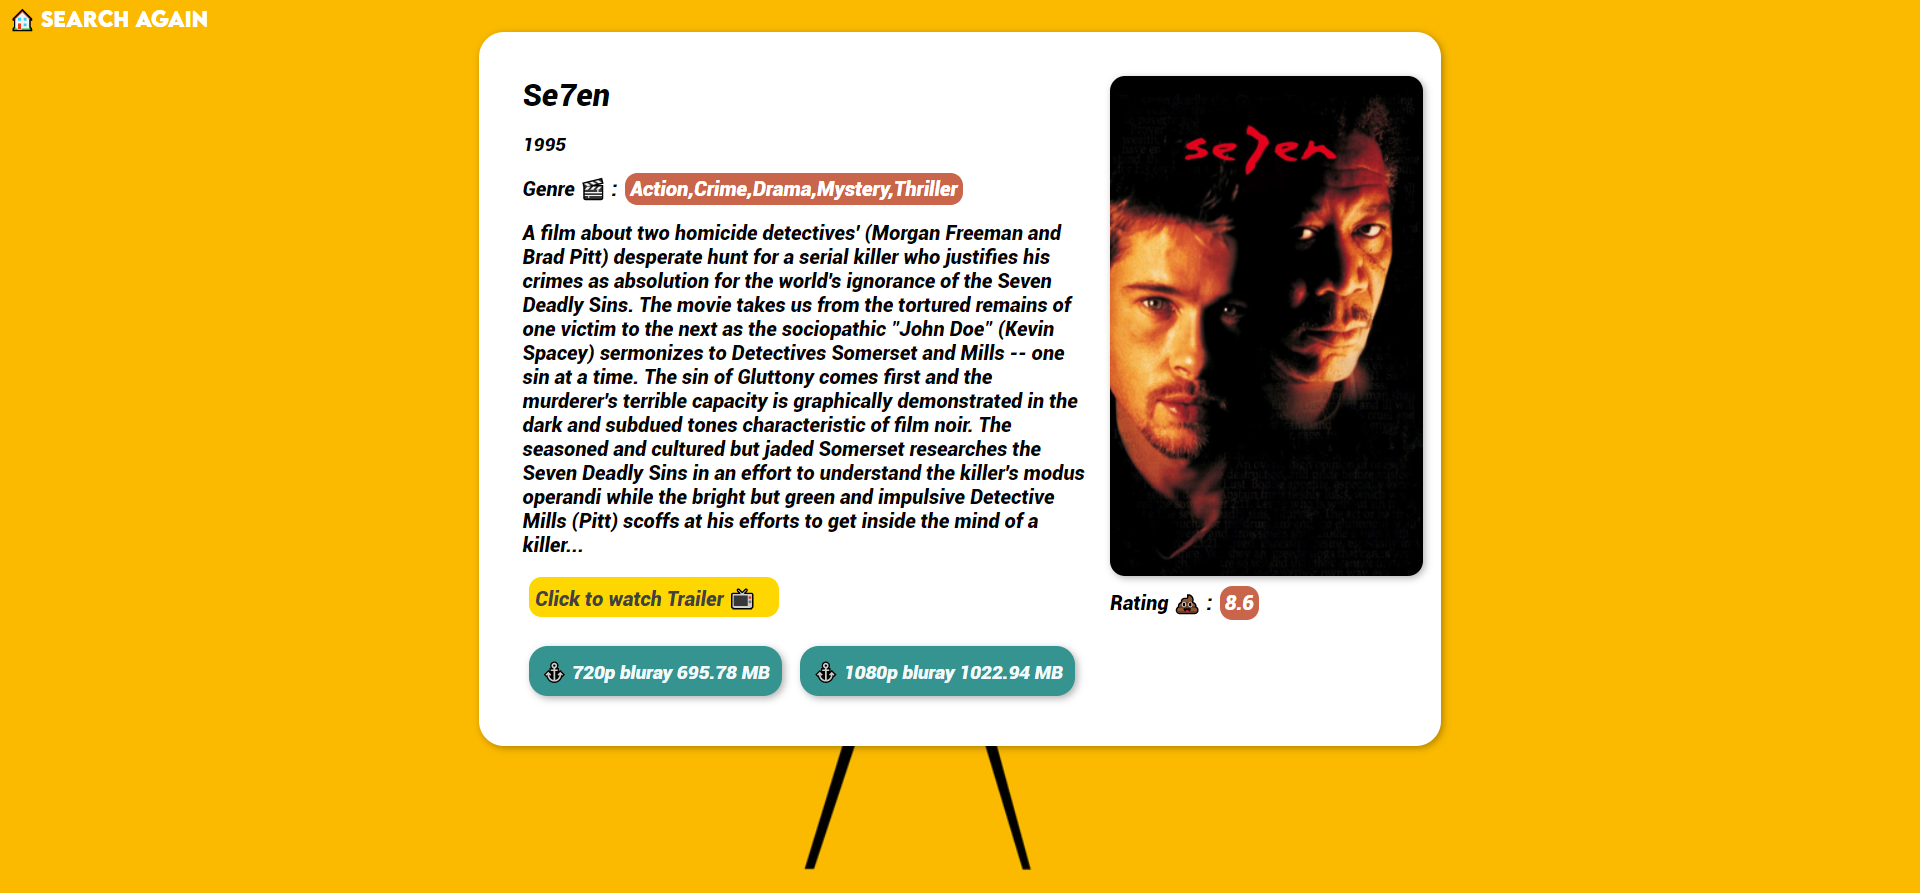 SEARCH AGAIN
Se7en
1995
Genre 🎬 : Action,Crime,Drama,Mystery,Thriller
A film about two homicide detectives' (Morgan Freeman and
Brad Pitt) desperate hunt for a serial killer who justifies his
crimes as absolution for the world's ignorance of the Seven
Deadly Sins. The movie takes us from the tortured remains of
one victim to the next as the sociopathic "John Doe" (Kevin
Spacey) sermonizes to Detectives Somerset and Mills -- one
sin at a time. The sin of Gluttony comes first and the
murderer's terrible capacity is graphically demonstrated in the
dark and subdued tones characteristic of film noir. The
seasoned and cultured but jaded Somerset researches the
Seven Deadly Sins in an effort to understand the killer's modus
operandi while the bright but green and impulsive Detective
Mills (Pitt) scoffs at his efforts to get inside the mind of a
killer...
Click to watch Trailer 📺
⚓ 720p bluray 695.78 MB
⚓ 1080p bluray 1022.94 MB
se7en
Rating 💩 : 8.6